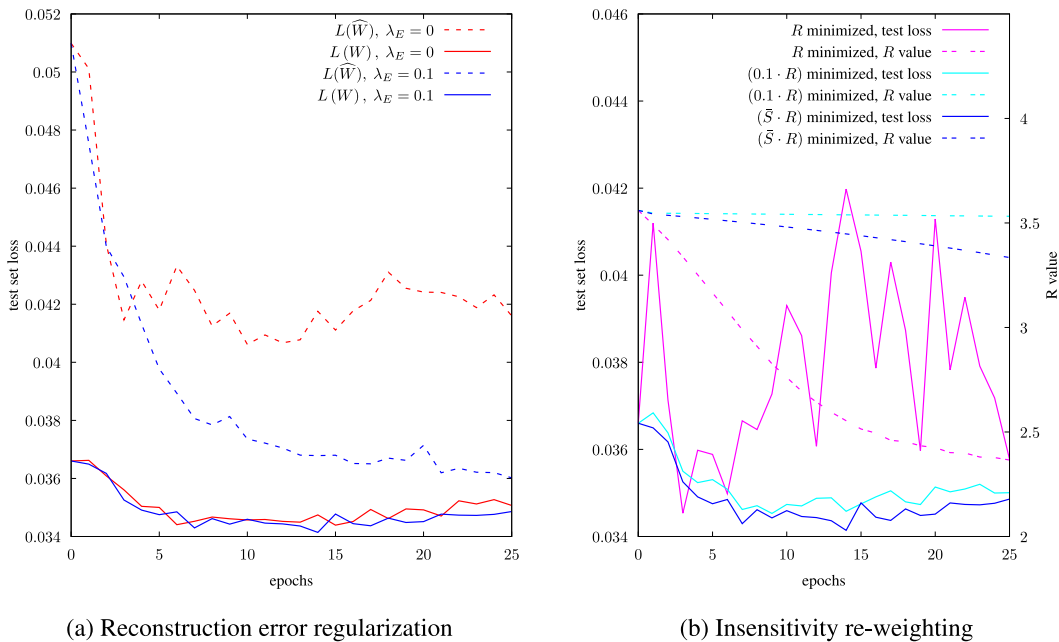 0.052
0.05
0.048
0.046
0.044
0.042
0.04
0.038
0.036
0.034
test set loss
0 5 10 15 20 25
epochs
L(Ŵ), λ_E = 0
L(W), λ_E = 0
L(Ŵ), λ_E = 0.1
L(W), λ_E = 0.1
(a) Reconstruction error regularization
0.046
0.044
0.042
0.04
0.038
0.036
0.034
test set loss
0 5 10 15 20 25
epochs
R minimized, test loss
R minimized, R value
(0.1 · R) minimized, test loss
(0.1 · R) minimized, R value
(S̄ · R) minimized, test loss
(S̄ · R) minimized, R value
4
3.5
3
2.5
2
R value
(b) Insensitivity re-weighting